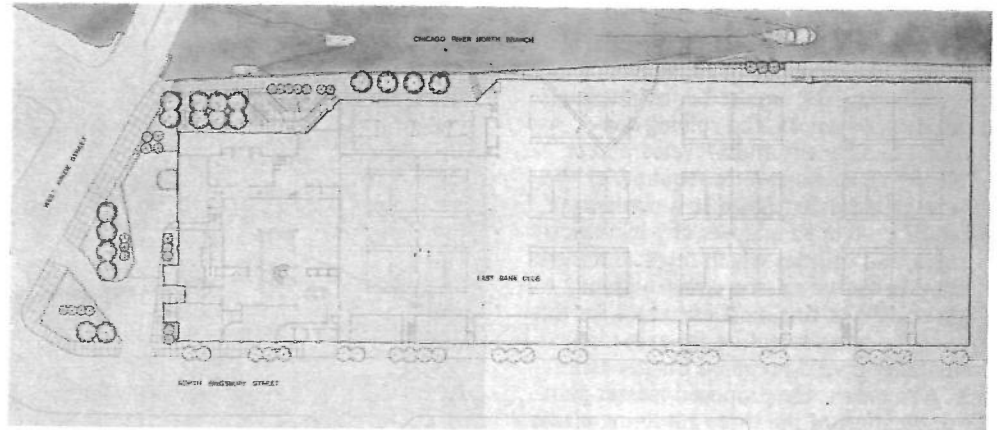 CHICAGO RIVER NORTH BRANCH
WEST KINZIE STREET
EAST BANK CLUB
NORTH KINGSBURY STREET